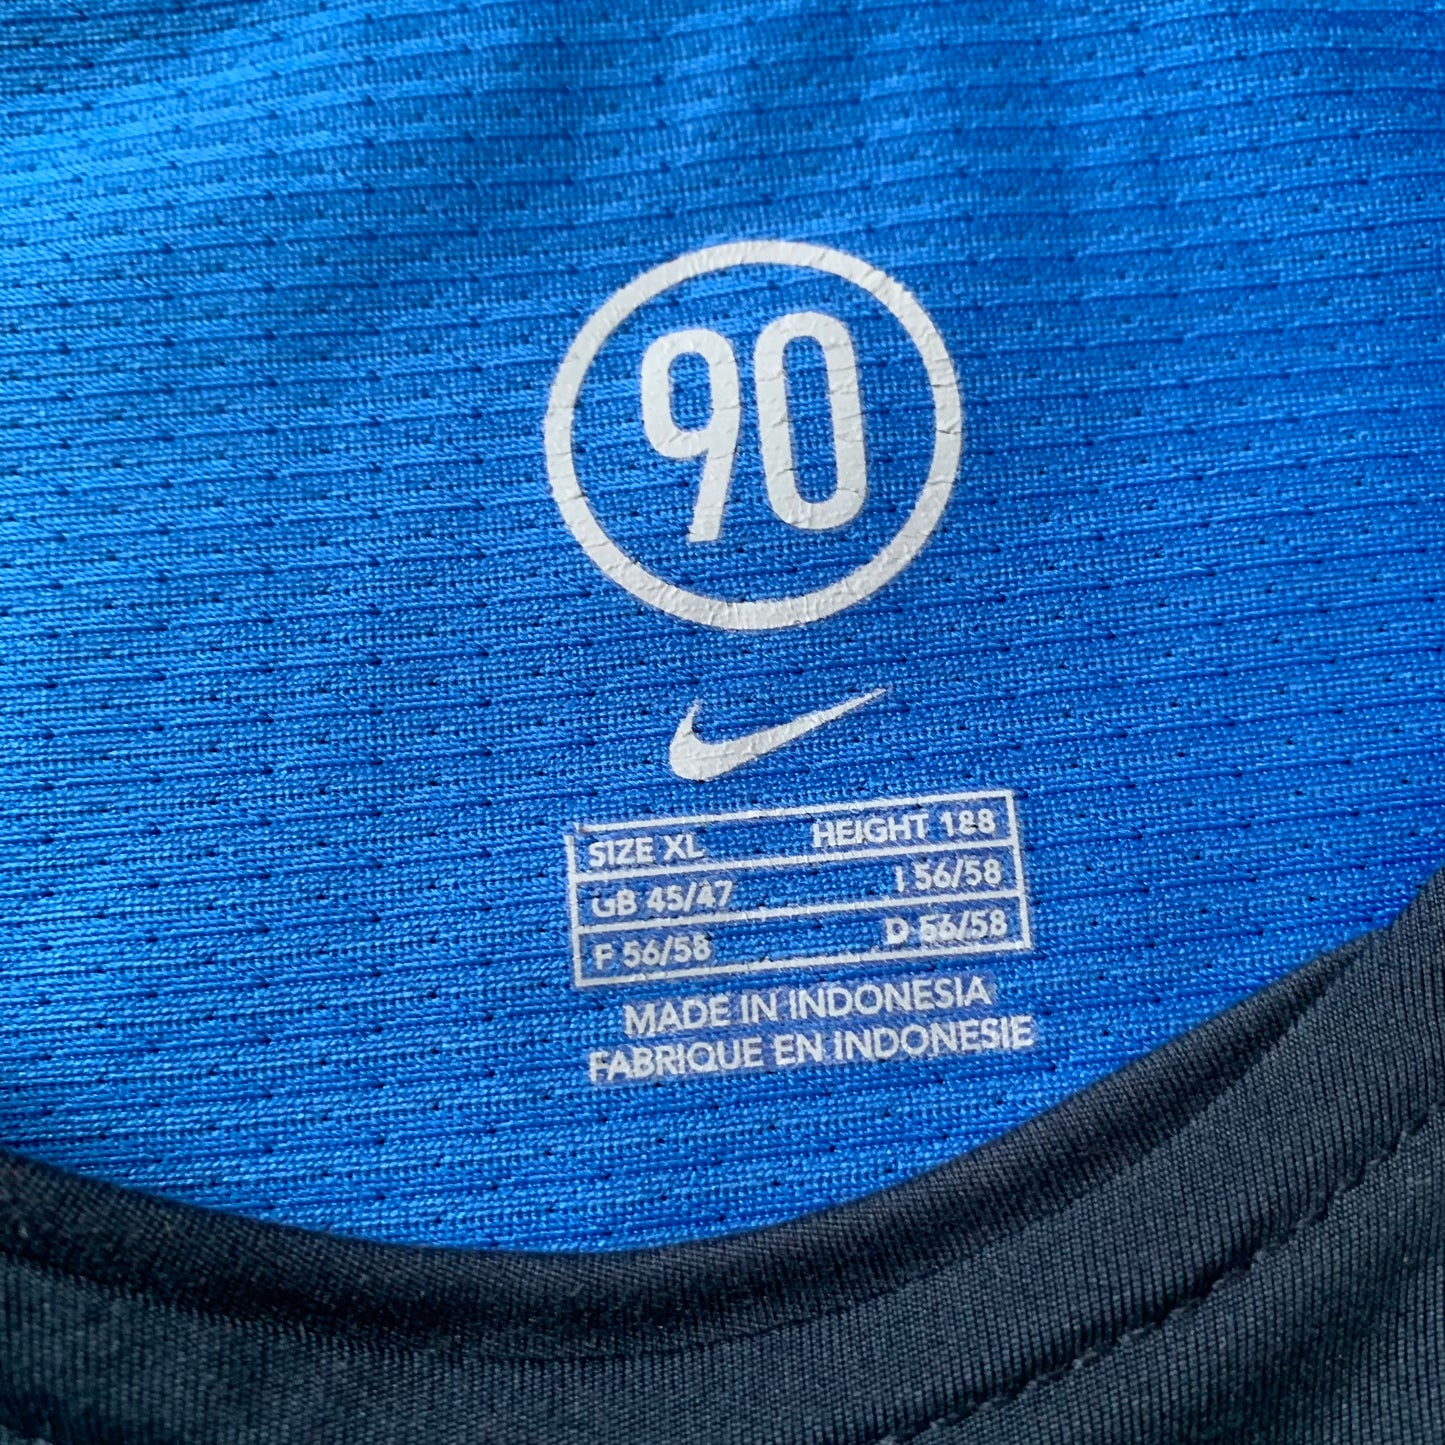 90
SIZE XL HEIGHT 188
GB 45/47 I 56/58
F 56/58 D 56/58
MADE IN INDONESIA
FABRIQUE EN INDONESIE